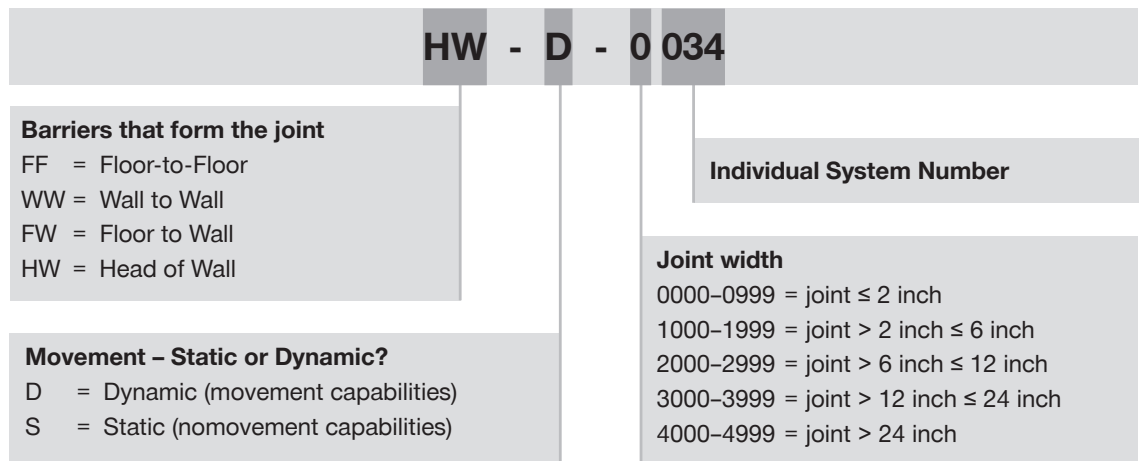 HW - D - 0 034
Barriers that form the joint
FF = Floor-to-Floor
WW = Wall to Wall
FW = Floor to Wall
HW = Head of Wall
Individual System Number
Movement – Static or Dynamic?
D = Dynamic (movement capabilities)
S = Static (nomovement capabilities)
Joint width
0000–0999 = joint ≤ 2 inch
1000–1999 = joint > 2 inch ≤ 6 inch
2000–2999 = joint > 6 inch ≤ 12 inch
3000–3999 = joint > 12 inch ≤ 24 inch
4000–4999 = joint > 24 inch